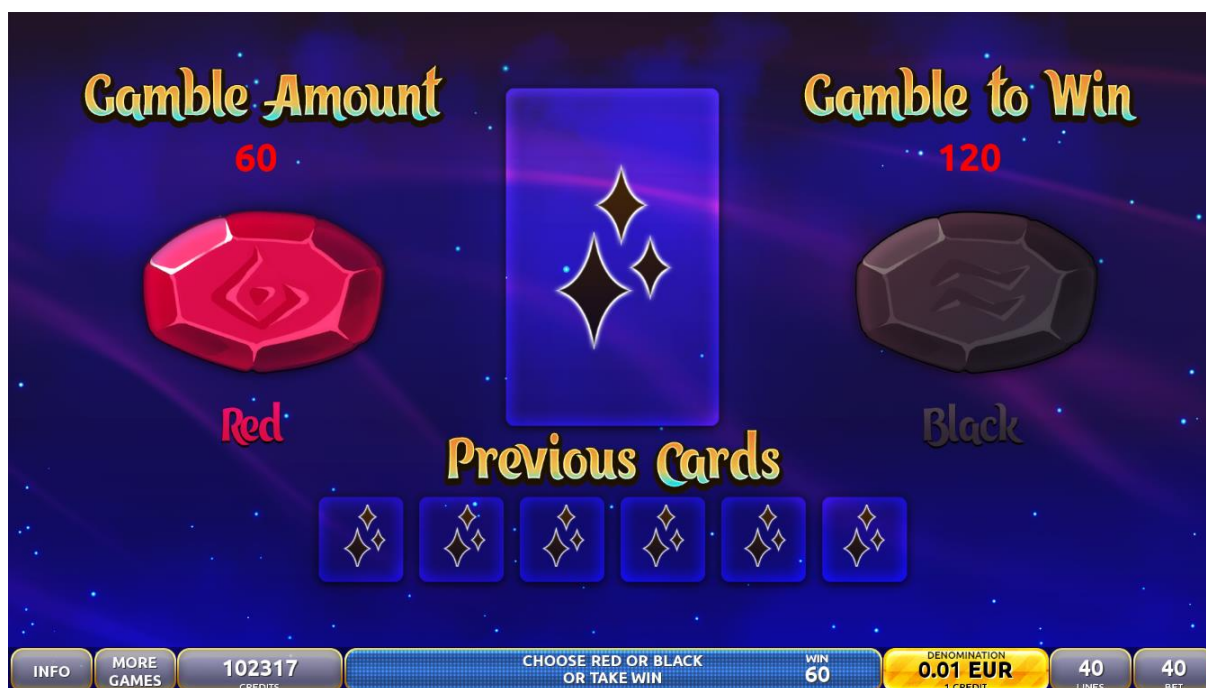 Gamble Amount
60
Gamble to Win
120
Red
Black
Previous Cards
INFO
MORE
GAMES
102317
CREDITS
CHOOSE RED OR BLACK
OR TAKE WIN
WIN
60
DENOMINATION
0.01 EUR
1 CREDIT
40
LINES
40
BET